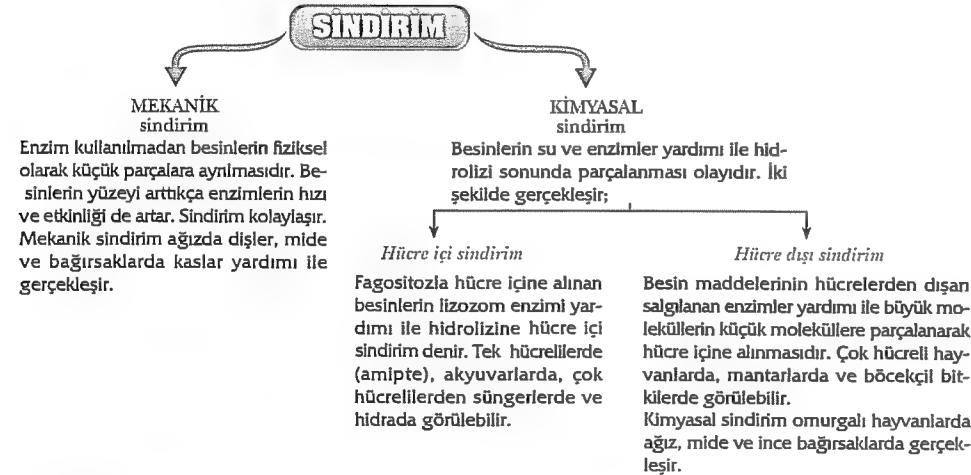 SİNDİRİM
MEKANİK
sindirim
Enzim kullanılmadan besinlerin fiziksel
olarak küçük parçalara ayrılmasıdır. Be-
sinlerin yüzeyi arttıkça enzimlerin hızı
ve etkinliği de artar. Sindirim kolaylaşır.
Mekanik sindirim ağızda dişler, mide
ve bağırsaklarda kaslar yardımı ile
gerçekleşir.
KİMYASAL
sindirim
Besinlerin su ve enzimler yardımı ile hid-
rolizi sonunda parçalanması olayıdır. İki
şekilde gerçekleşir;
Hücre içi sindirim
Fagositozla hücre içine alınan
besinlerin lizozom enzimi yar-
dımı ile hidrolizine hücre içi
sindirim denir. Tek hücrelilerde
(amipte), akyuvarlarda, çok
hücrelilerden süngerlerde ve
hidrada görülebilir.
Hücre dışı sindirim
Besin maddelerinin hücrelerden dışarı
salgılanan enzimler yardımı ile büyük mo-
leküllerin küçük moleküllere parçalanarak
hücre içine alınmasıdır. Çok hücreli hay-
vanlarda, mantarlarda ve böcekçil bit-
kilerde görülebilir.
Kimyasal sindirim omurgalı hayvanlarda
ağız, mide ve ince bağırsaklarda gerçek-
leşir.